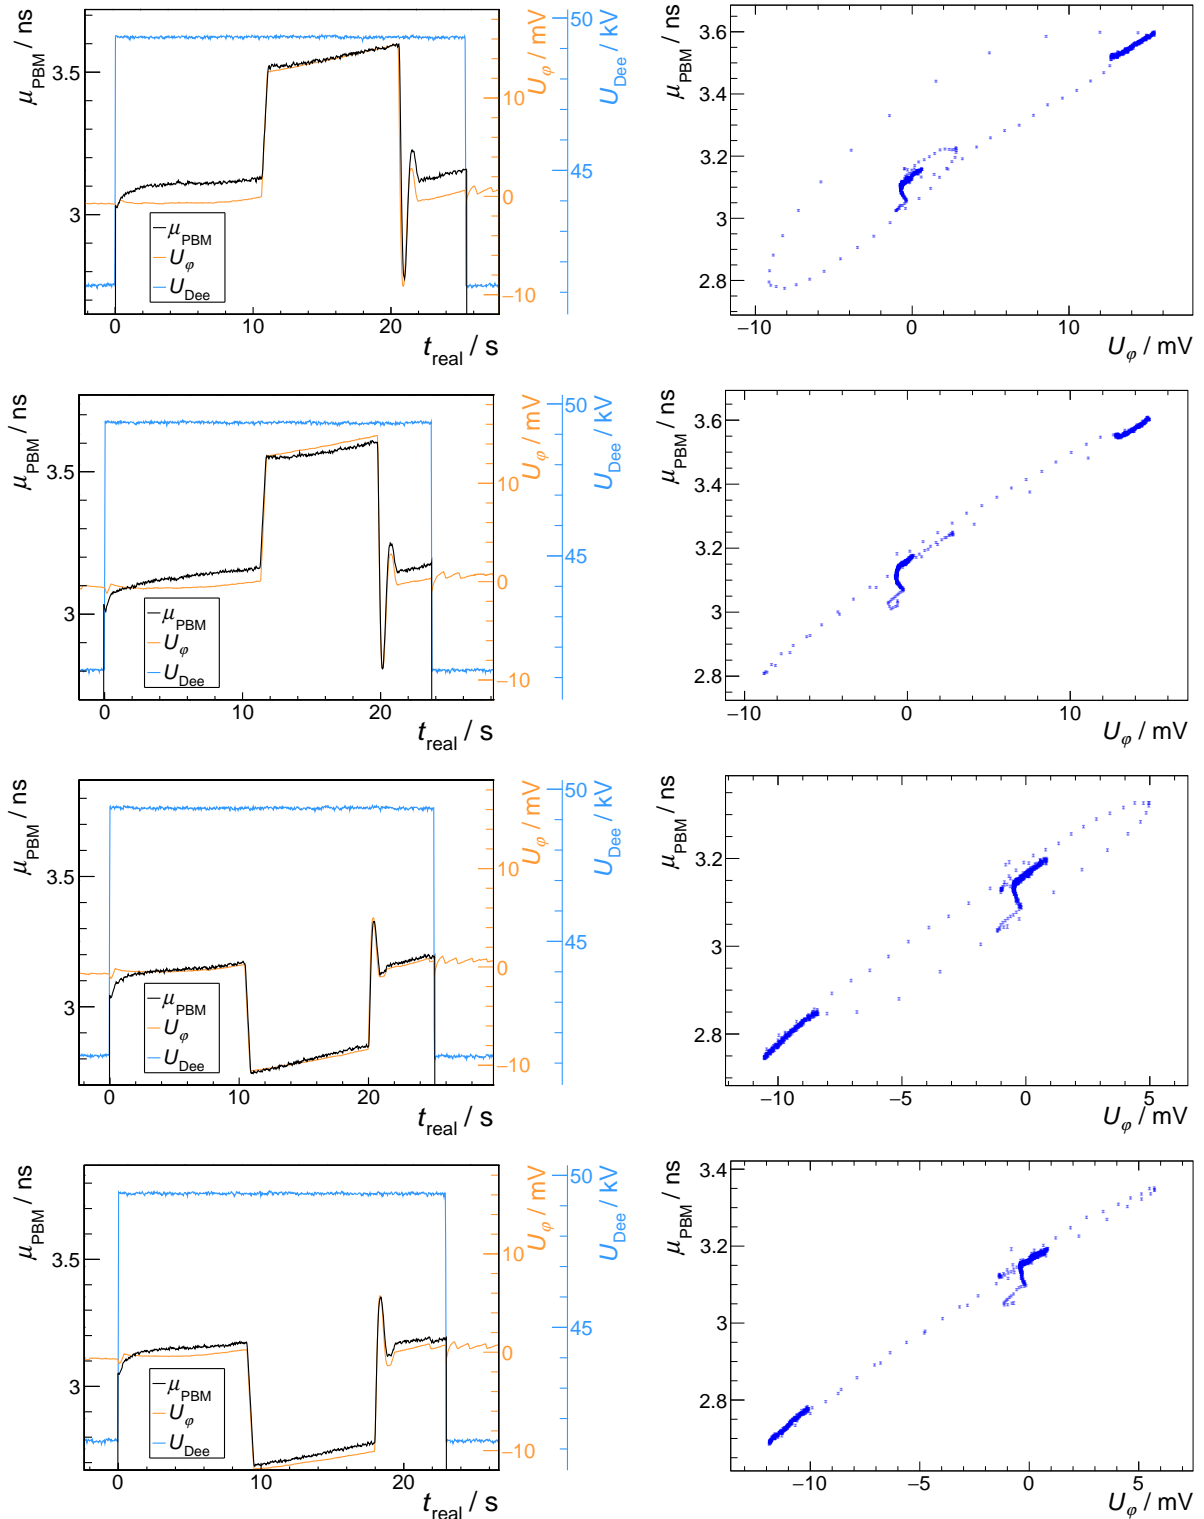 μPBM / ns
3.5
3
0 10 20
t real / s
10
0
−10
Uφ / mV
50
45
UDee / kV
μPBM
Uφ
UDee
μPBM / ns
3.6
3.4
3.2
3
2.8
−10 0 10
Uφ / mV
μPBM / ns
3.5
3
0 10 20
t real / s
10
0
−10
Uφ / mV
50
45
UDee / kV
μPBM
Uφ
UDee
μPBM / ns
3.6
3.4
3.2
3
2.8
−10 0 10
Uφ / mV
μPBM / ns
3.5
3
0 10 20
t real / s
10
0
−10
Uφ / mV
50
45
UDee / kV
μPBM
Uφ
UDee
μPBM / ns
3.2
3
2.8
−10 −5 0 5
Uφ / mV
μPBM / ns
3.5
3
0 10 20
t real / s
10
0
−10
Uφ / mV
50
45
UDee / kV
μPBM
Uφ
UDee
μPBM / ns
3.4
3.2
3
2.8
−10 −5 0 5
Uφ / mV